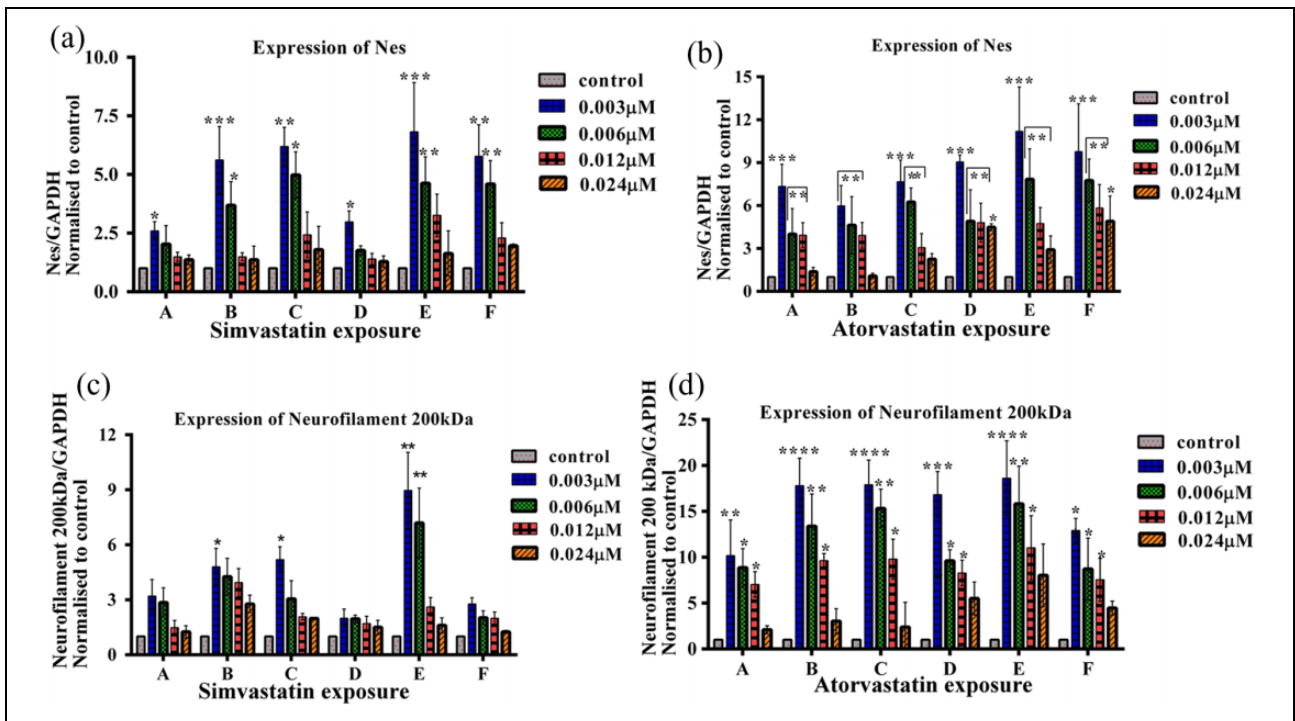 (a)
Expression of Nes
Nes/GAPDH
Normalised to control
10.0
7.5
5.0
2.5
0.0
*
***
*
**
*
*
***
**
**
**
A B C D E F
Simvastatin exposure
control
0.003µM
0.006µM
0.012µM
0.024µM
(b)
Expression of Nes
Nes/GAPDH
Normalised to control
15
12
9
6
3
0
***
**
**
***
**
***
**
*
***
**
***
**
*
A B C D E F
Atorvastatin exposure
control
0.003µM
0.006µM
0.012µM
0.024µM
(c)
Expression of Neurofilament 200kDa
Neurofilament 200kDa/GAPDH
Normalised to control
12
9
6
3
0
*
*
**
**
A B C D E F
Simvastatin exposure
control
0.003µM
0.006µM
0.012µM
0.024µM
(d)
Expression of Neurofilament 200kDa
Neurofilament 200 kDa/GAPDH
Normalised to control
25
20
15
10
5
0
**
*
*
****
**
*
****
**
*
***
*
*
****
**
*
*
*
*
A B C D E F
Atorvastatin exposure
control
0.003µM
0.006µM
0.012µM
0.024µM